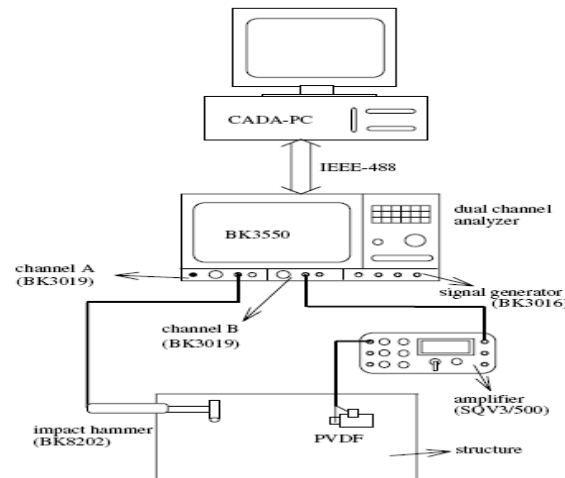 CADA-PC
IEEE-488
BK3550
dual channel
analyzer
channel A
(BK3019)
channel B
(BK3019)
signal generator
(BK3016)
amplifier
(SQV3/500)
impact hammer
(BK8202)
PVDF
structure